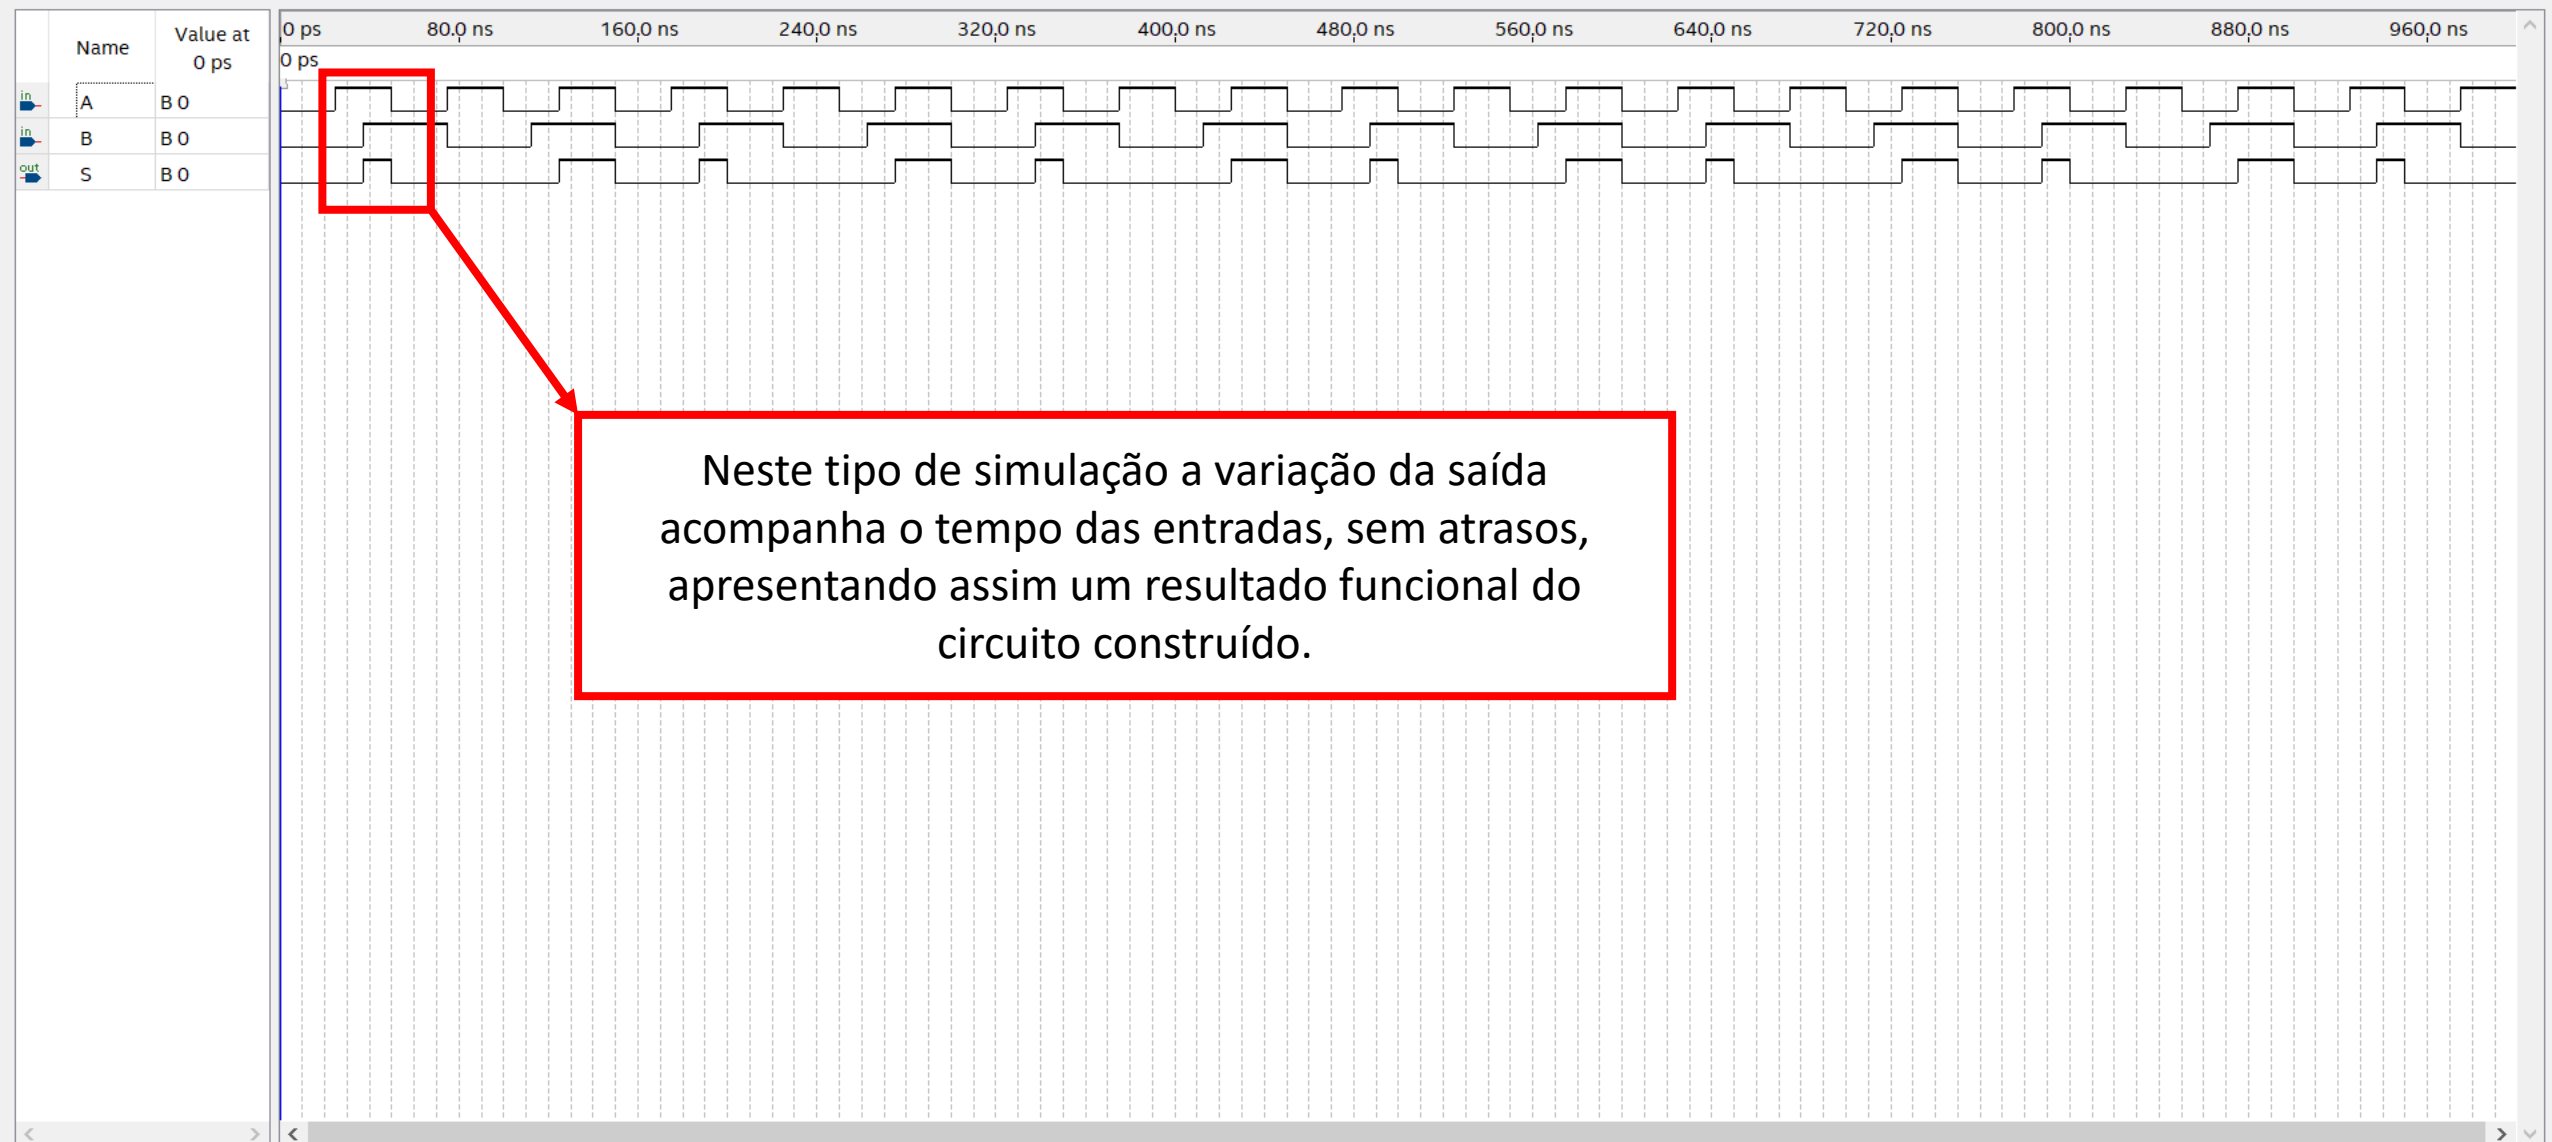 Name Value at 0 ps
0 ps 80.0 ns 160.0 ns 240.0 ns 320.0 ns 400.0 ns 480.0 ns 560.0 ns 640.0 ns 720.0 ns 800.0 ns 880.0 ns 960.0 ns
0 ps
in A B 0
in B B 0
out S B 0
Neste tipo de simulação a variação da saída
acompanha o tempo das entradas, sem atrasos,
apresentando assim um resultado funcional do
circuito construído.